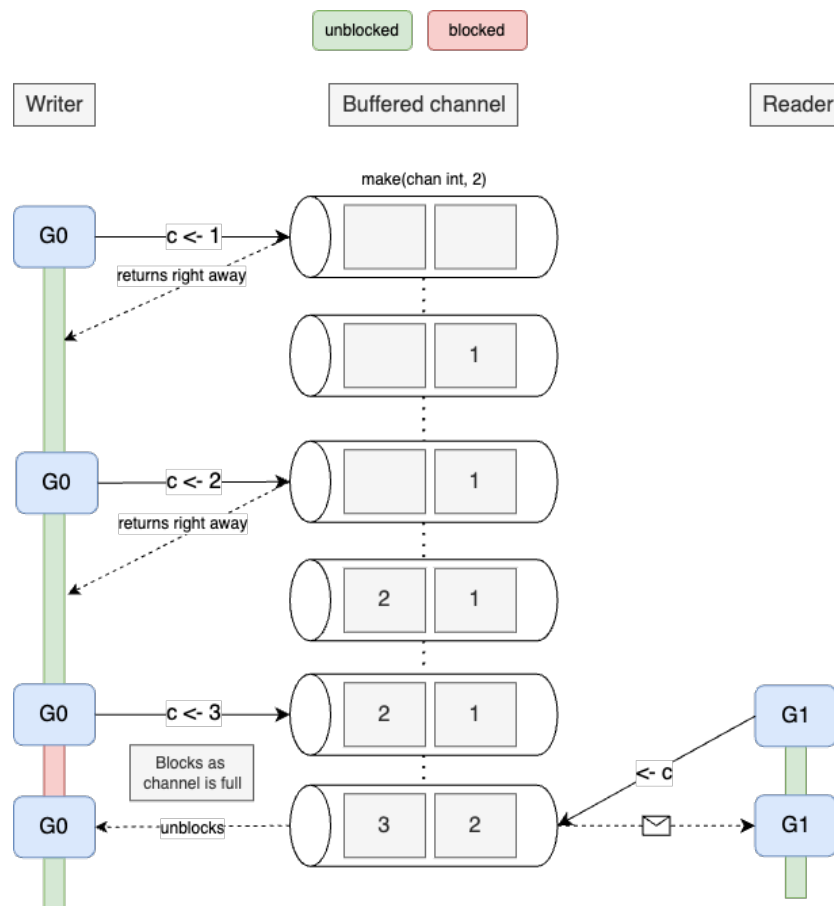 unblocked
blocked
Writer
Buffered channel
Reader
make(chan int, 2)
G0
c <- 1
returns right away
1
G0
c <- 2
1
returns right away
2
1
G0
c <- 3
2
1
G1
Blocks as
channel is full
<- c
G0
unblocks
3
2
G1